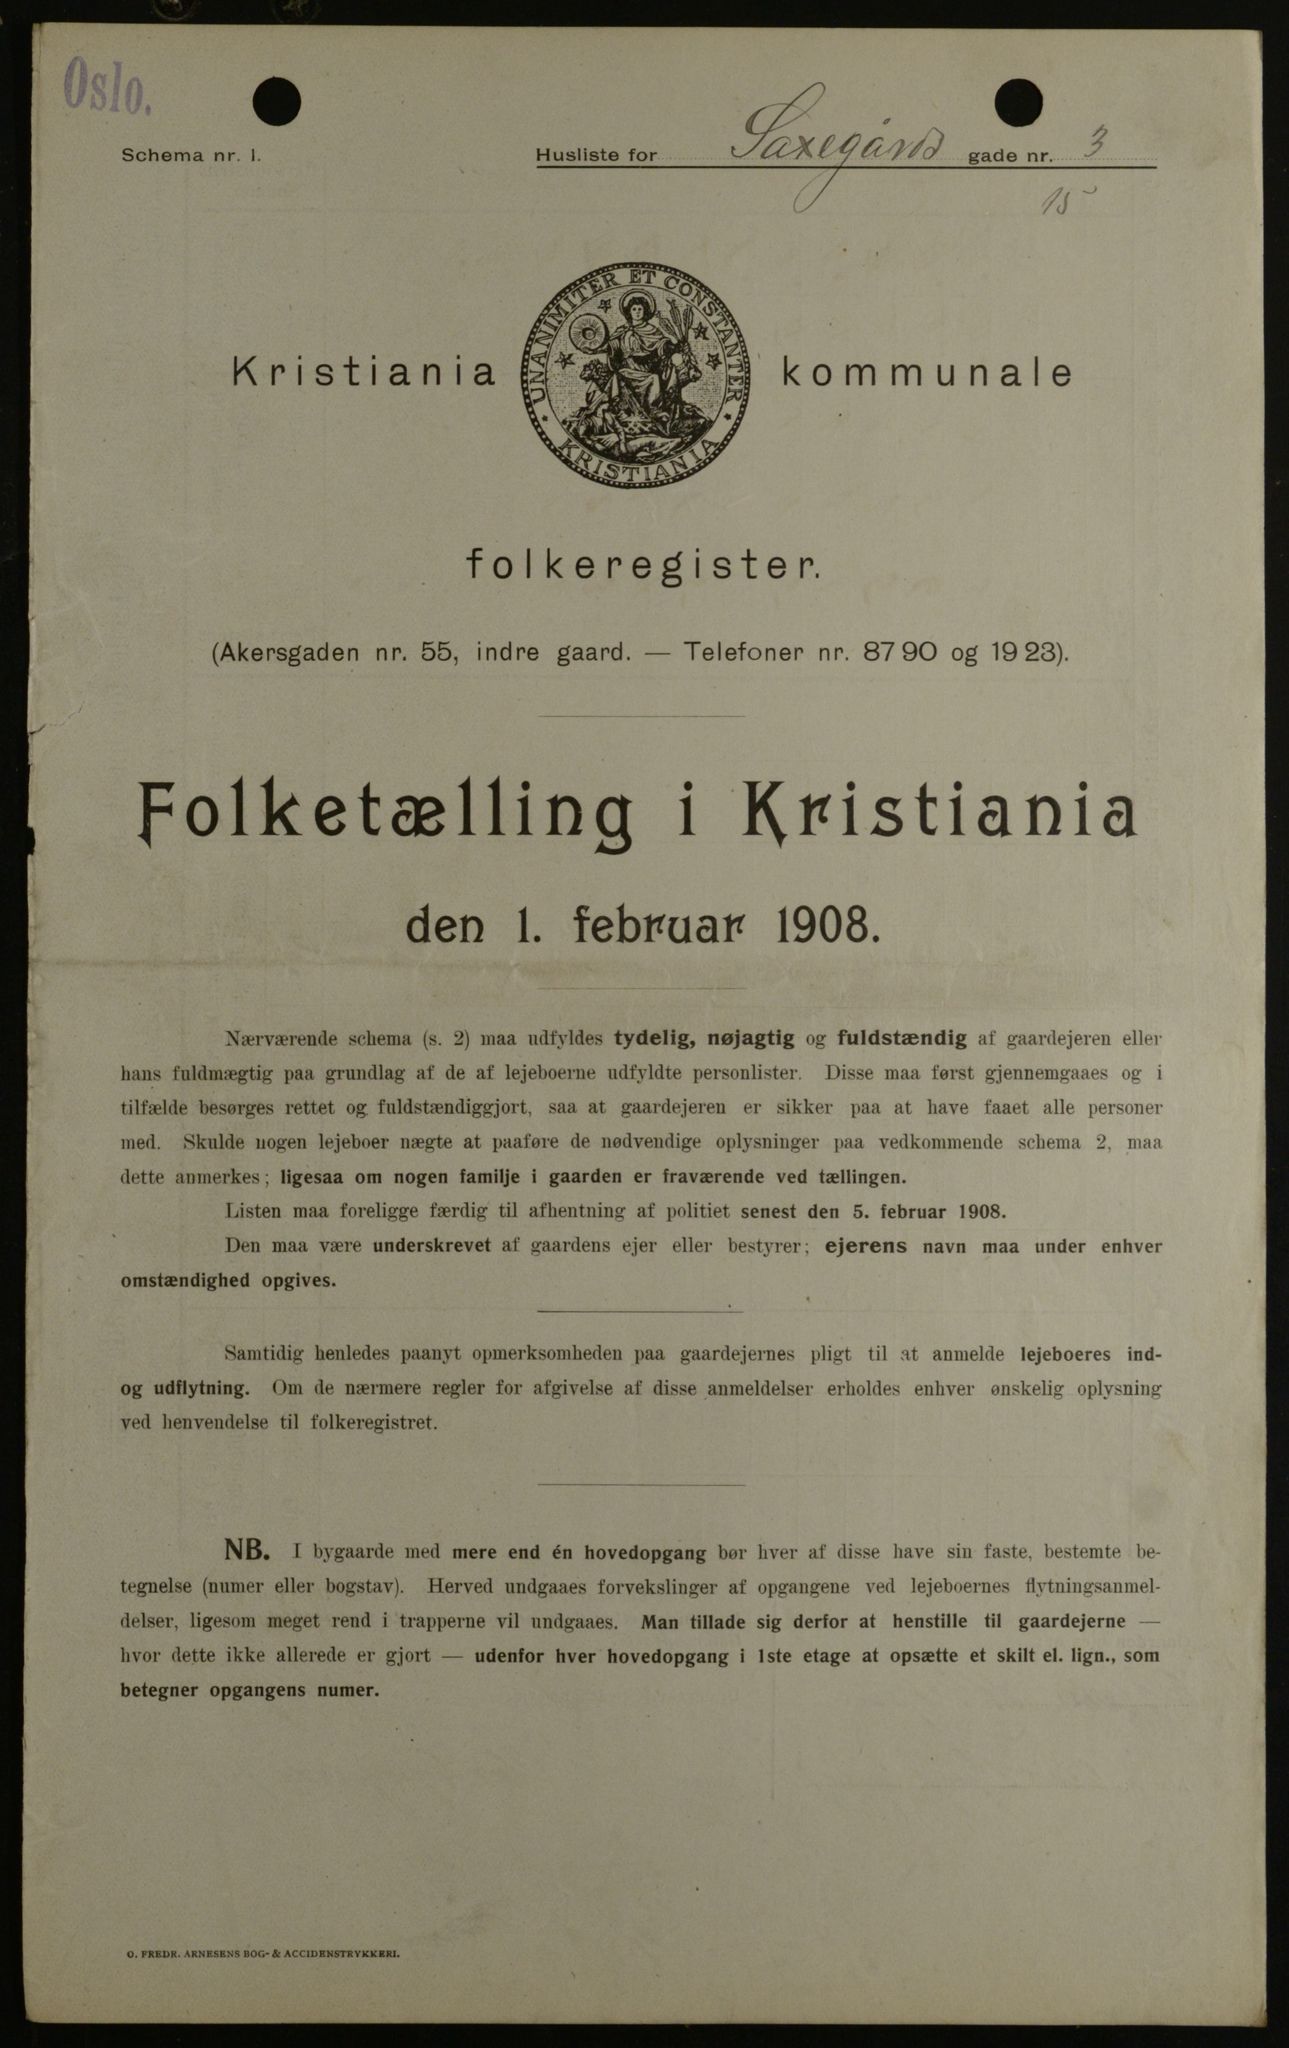 Oslo.
Schema nr. 1.
Husliste for Saxegårds gade nr. 3
15
UNANIMITER ET CONSTANTER
KRISTIANIA
Kristiania kommunale
folkeregister.
(Akersgaden nr. 55, indre gaard. — Telefoner nr. 87 90 og 19 23).
Folketælling i Kristiania
den 1. februar 1908.
Nærværende schema (s. 2) maa udfyldes tydelig, nøjagtig og fuldstændig af gaardejeren eller
hans fuldmægtig paa grundlag af de af lejeboerne udfyldte personlister. Disse maa først gjennemgaaes og i
tilfælde besørges rettet og fuldstændiggjort, saa at gaardejeren er sikker paa at have faaet alle personer
med. Skulde nogen lejeboer nægte at paaføre de nødvendige oplysninger paa vedkommende schema 2, maa
dette anmerkes; ligesaa om nogen familje i gaarden er fraværende ved tællingen.
Listen maa foreligge færdig til afhentning af politiet senest den 5. februar 1908.
Den maa være underskrevet af gaardens ejer eller bestyrer; ejerens navn maa under enhver
omstændighed opgives.
Samtidig henledes paanyt opmerksomheden paa gaardejernes pligt til at anmelde lejeboeres ind-
og udflytning. Om de nærmere regler for afgivelse af disse anmeldelser erholdes enhver ønskelig oplysning
ved henvendelse til folkeregistret.
NB. I bygaarde med mere end én hovedopgang bør hver af disse have sin faste, bestemte be-
tegnelse (numer eller bogstav). Herved undgaaes forvekslinger af opgangene ved lejeboernes flytningsanmel-
delser, ligesom meget rend i trapperne vil undgaaes. Man tillade sig derfor at henstille til gaardejerne —
hvor dette ikke allerede er gjort — udenfor hver hovedopgang i 1ste etage at opsætte et skilt el. lign., som
betegner opgangens numer.
O. FREDR. ARNESENS BOG- & ACCIDENSTRYKKERI.